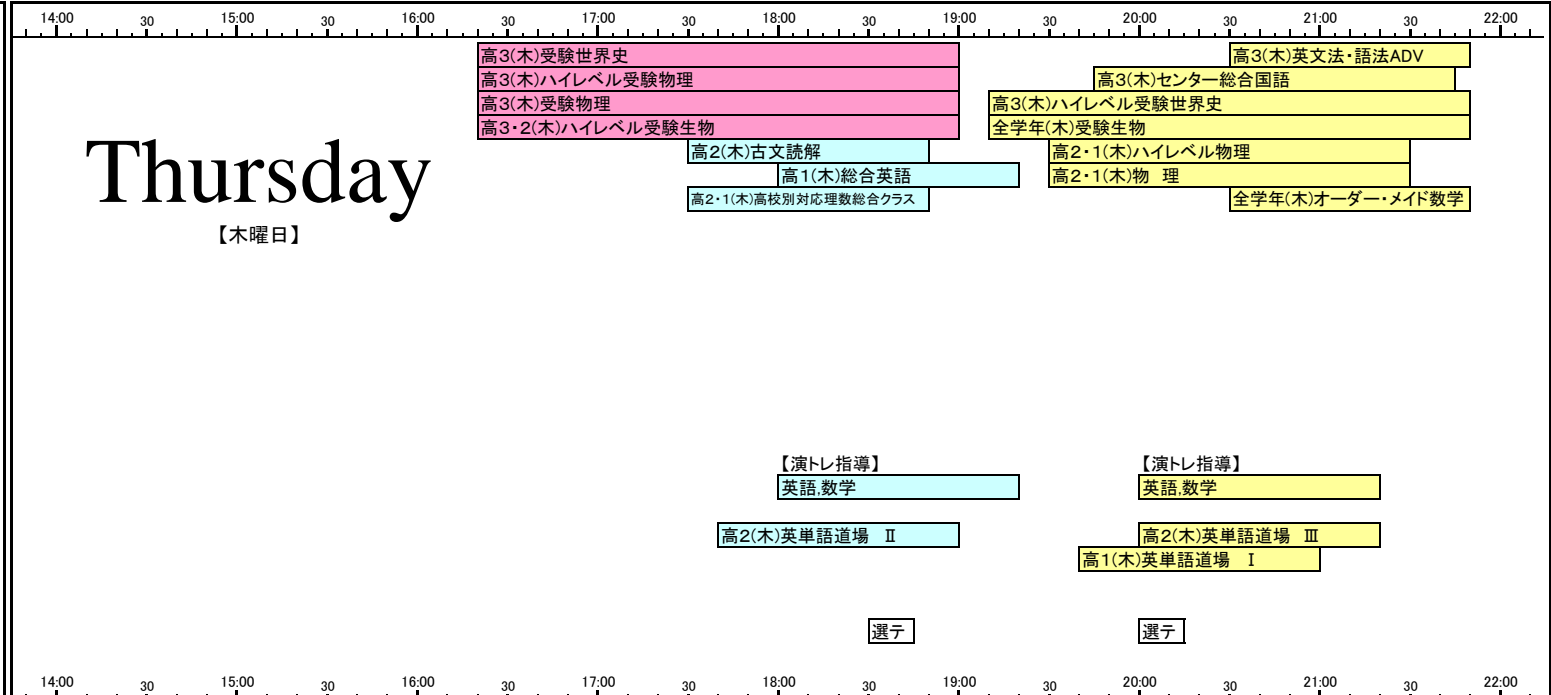 14:00 30 15:00 30 16:00 30 17:00 30 18:00 30 19:00 30 20:00 30 21:00 30 22:00
高3(木)受験世界史 高3(木)英文法・語法ADV
高3(木)ハイレベル受験物理 高3(木)センター総合国語
高3(木)受験物理 高3(木)ハイレベル受験世界史
高3・2(木)ハイレベル受験生物 全学年(木)受験生物
高2(木)古文読解 高2・1(木)ハイレベル物理
高1(木)総合英語 高2・1(木)物　理
高2・1(木)高校別対応理数総合クラス 全学年(木)オーダー・メイド数学
Thursday
【木曜日】
【演トレ指導】 【演トレ指導】
英語,数学 英語,数学
高2(木)英単語道場　Ⅱ 高2(木)英単語道場　Ⅲ
高1(木)英単語道場　Ⅰ
選テ 選テ
14:00 30 15:00 30 16:00 30 17:00 30 18:00 30 19:00 30 20:00 30 21:00 30 22:00